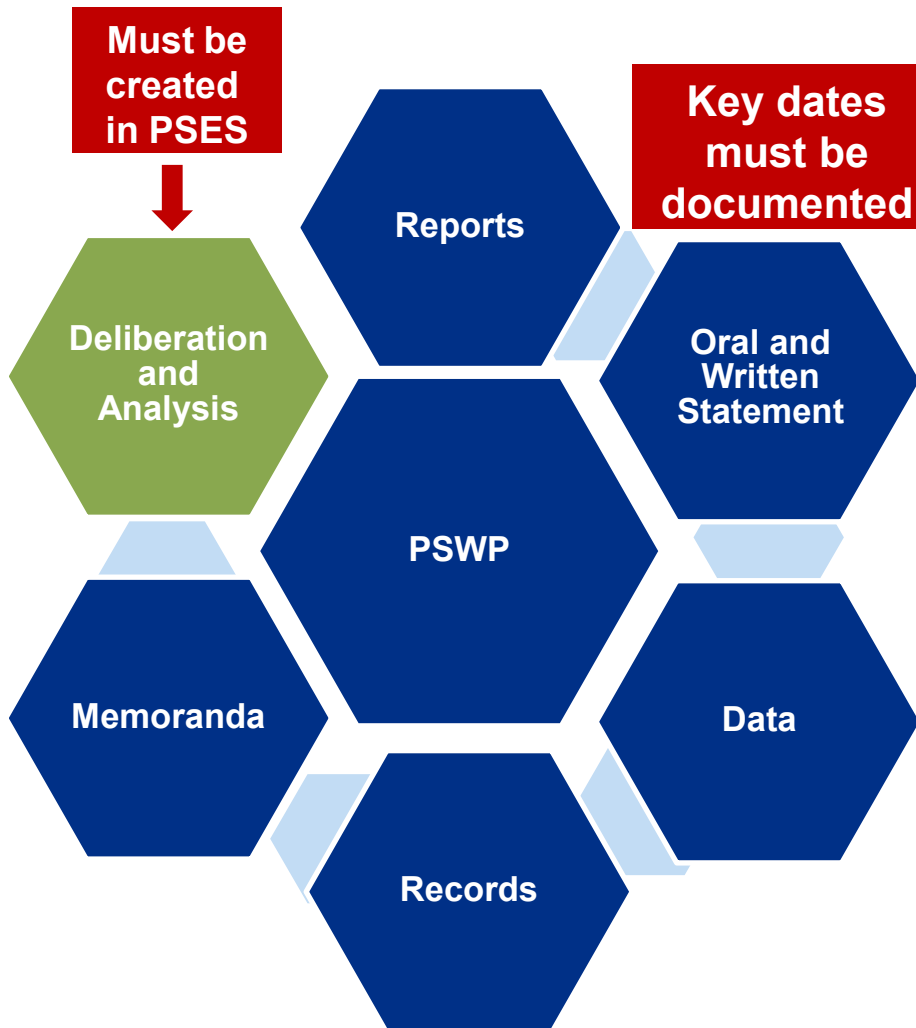 Must be
created
in PSES
Key dates
must be
documented
Reports
Deliberation
and
Analysis
Oral and
Written
Statement
PSWP
Memoranda
Data
Records